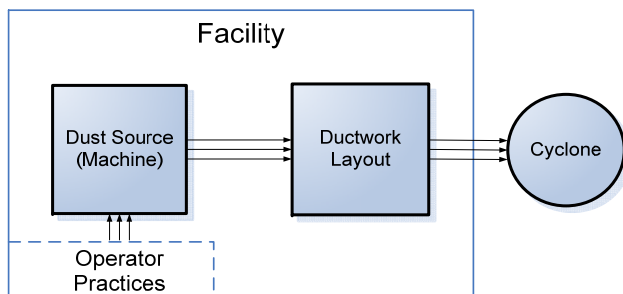 Facility
Dust Source
(Machine)
Ductwork
Layout
Cyclone
Operator
Practices